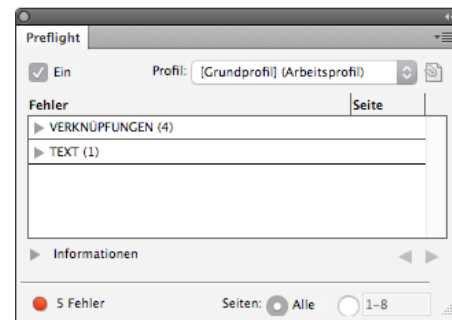 Preflight
Ein Profil: [Grundprofil] (Arbeitsprofil)
Fehler Seite
VERKNÜPFUNGEN (4)
TEXT (1)
Informationen
5 Fehler Seiten: Alle 1-8